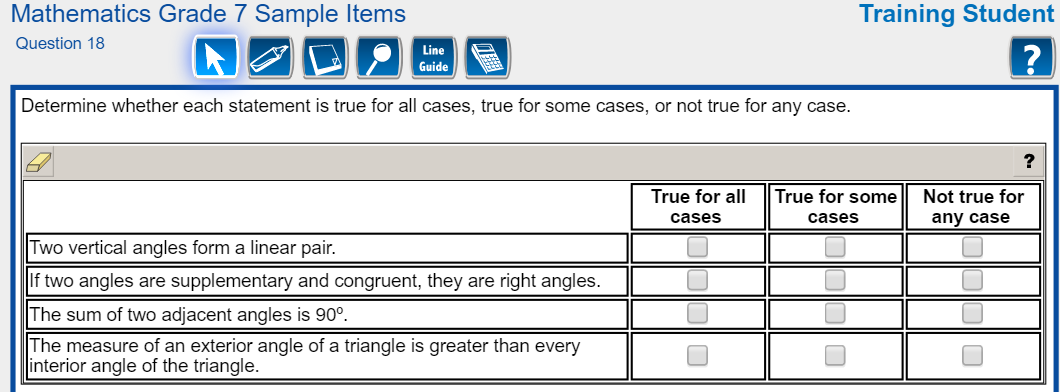 Mathematics Grade 7 Sample Items
Training Student
Question 18
Line
Guide
?
Determine whether each statement is true for all cases, true for some cases, or not true for any case.
?
True for all
cases
True for some
cases
Not true for
any case
Two vertical angles form a linear pair.
If two angles are supplementary and congruent, they are right angles.
The sum of two adjacent angles is 90º.
The measure of an exterior angle of a triangle is greater than every
interior angle of the triangle.